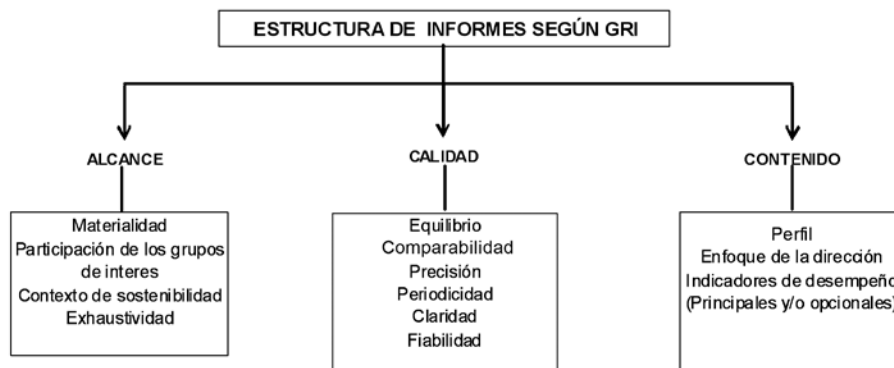 ESTRUCTURA DE INFORMES SEGÚN GRI
ALCANCE
Materialidad
Participación de los grupos
de interes
Contexto de sostenibilidad
Exhaustividad
CALIDAD
Equilibrio
Comparabilidad
Precisión
Periodicidad
Claridad
Fiabilidad
CONTENIDO
Perfil
Enfoque de la dirección
Indicadores de desempeño
(Principales y/o opcionales)